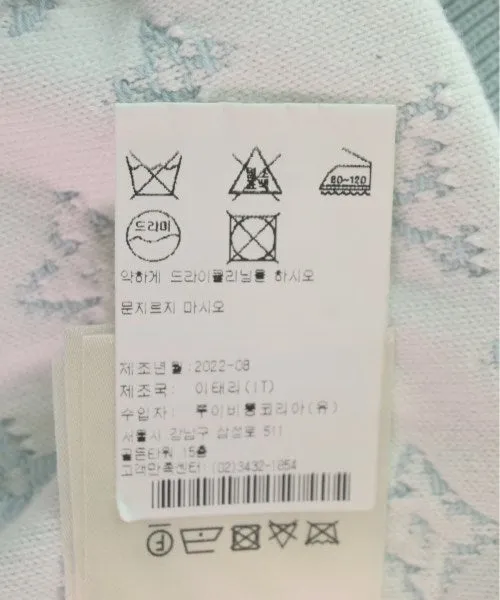 염소
표백
80~120
드라이
약하게 드라이클리닝을 하시오
문지르지 마시오
제조년월:2022-08
제조국: 이태리(IT)
수입자: 루이비통코리아(유)
서울시 강남구 삼성로 511
골든타워 15층
고객만족센터:(02)3432-1854
F